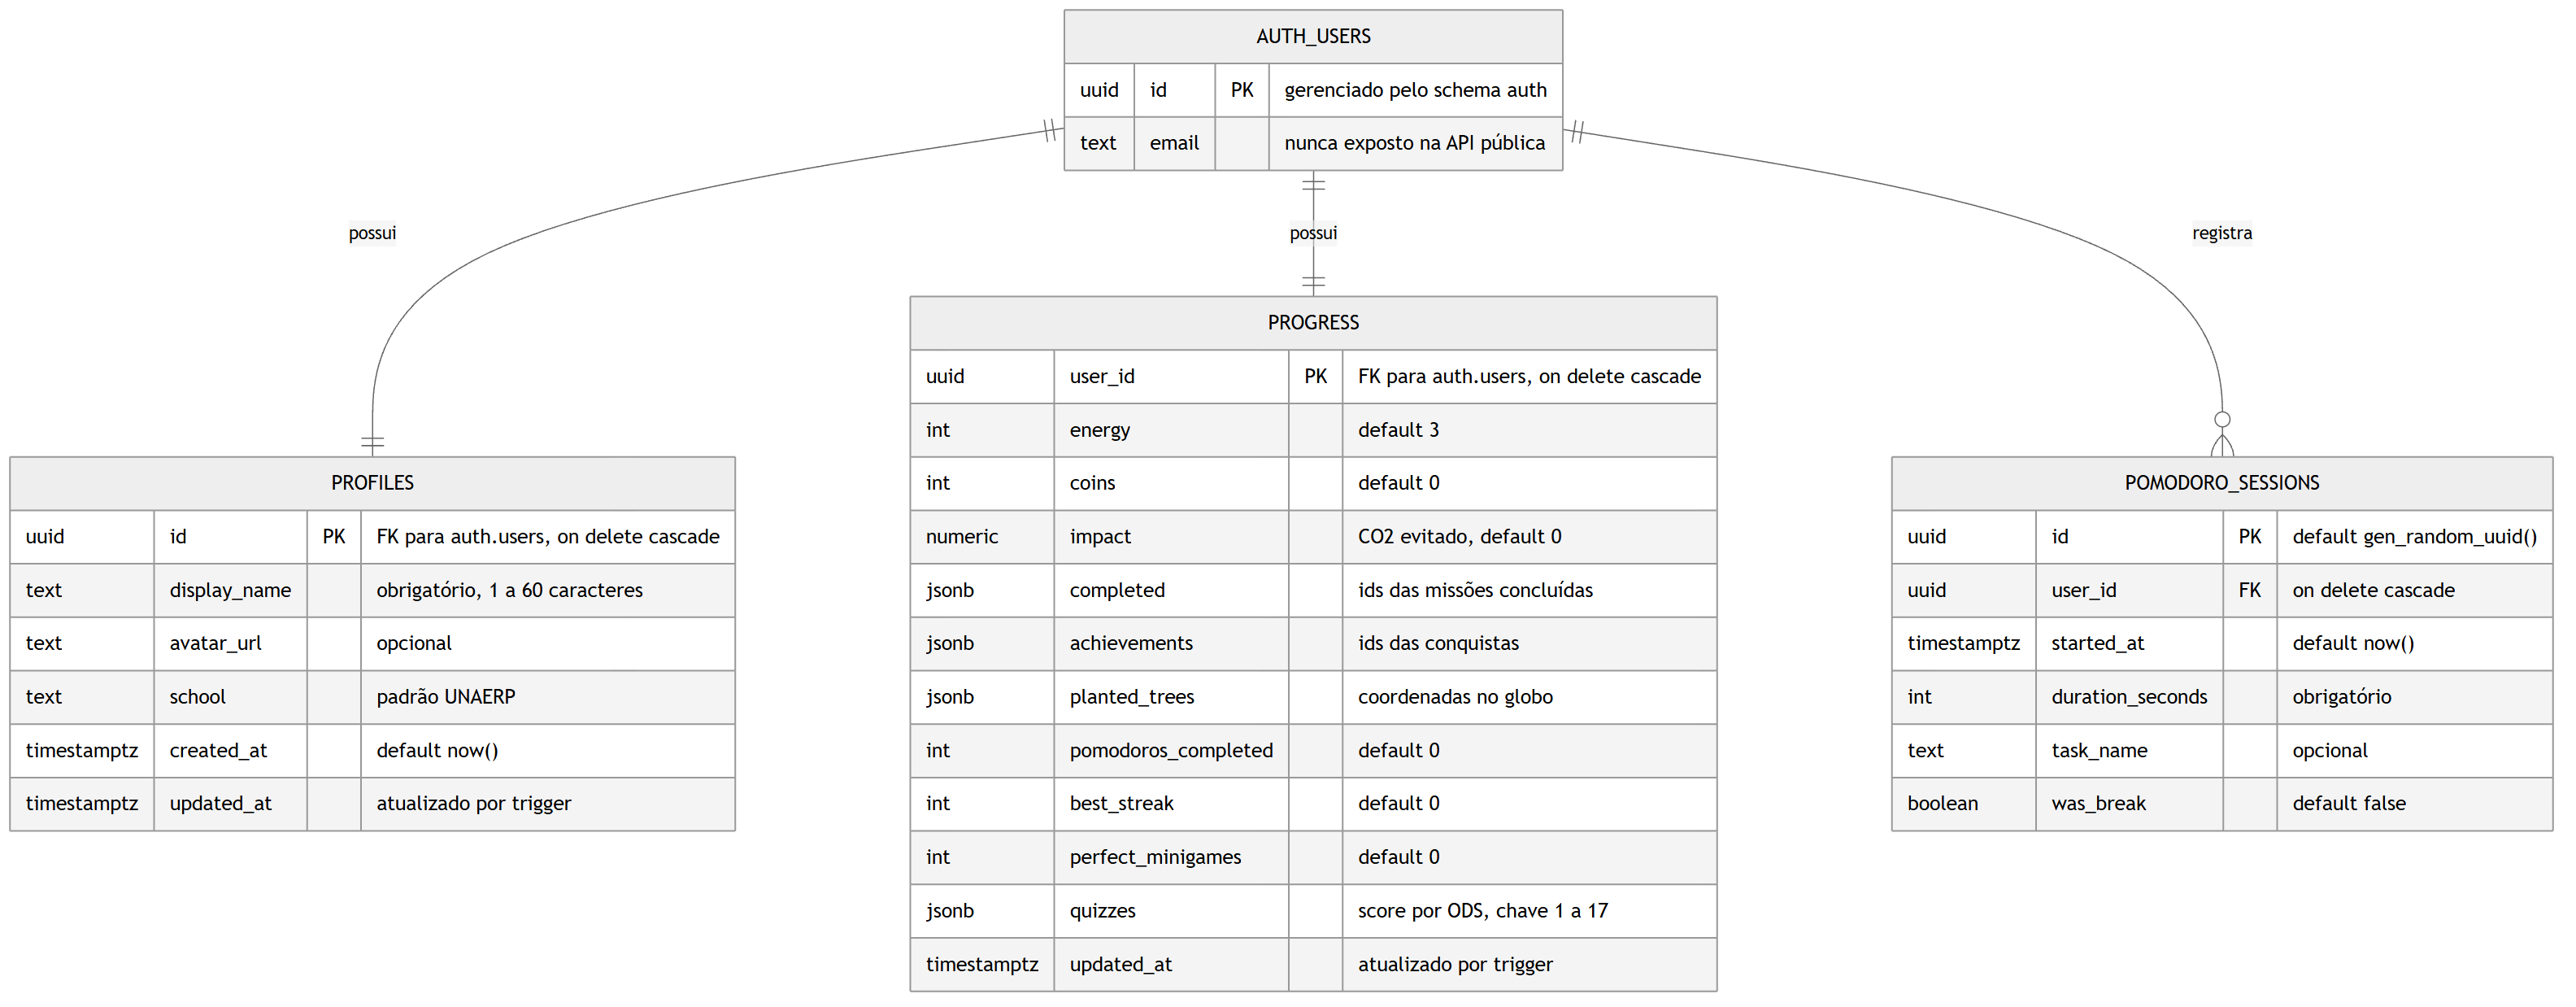 AUTH_USERS
uuid id PK gerenciado pelo schema auth
text email nunca exposto na API pública
possui
possui
registra
PROGRESS
uuid user_id PK FK para auth.users, on delete cascade
int energy default 3
int coins default 0
numeric impact CO2 evitado, default 0
jsonb completed ids das missões concluídas
jsonb achievements ids das conquistas
jsonb planted_trees coordenadas no globo
int pomodoros_completed default 0
int best_streak default 0
int perfect_minigames default 0
jsonb quizzes score por ODS, chave 1 a 17
timestamptz updated_at atualizado por trigger
PROFILES
uuid id PK FK para auth.users, on delete cascade
text display_name obrigatório, 1 a 60 caracteres
text avatar_url opcional
text school padrão UNAERP
timestamptz created_at default now()
timestamptz updated_at atualizado por trigger
POMODORO_SESSIONS
uuid id PK default gen_random_uuid()
uuid user_id FK on delete cascade
timestamptz started_at default now()
int duration_seconds obrigatório
text task_name opcional
boolean was_break default false